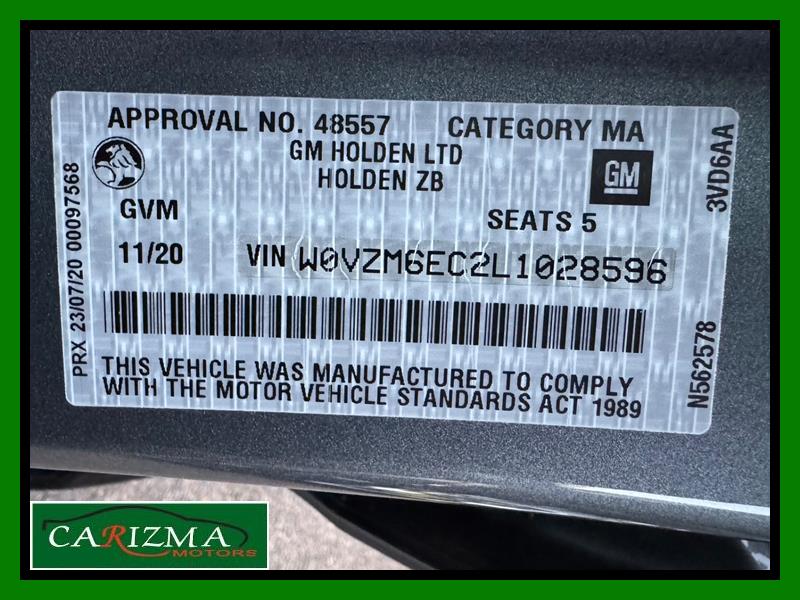 APPROVAL NO. 48557 CATEGORY MA
GM HOLDEN LTD
HOLDEN ZB
GM
GVM
SEATS 5
11/20
VIN W0VZM6EC2L1028596
THIS VEHICLE WAS MANUFACTURED TO COMPLY
WITH THE MOTOR VEHICLE STANDARDS ACT 1989
PRX 23/07/20 00097568
3VD6AA
N562578
CARIZMA
MOTORS